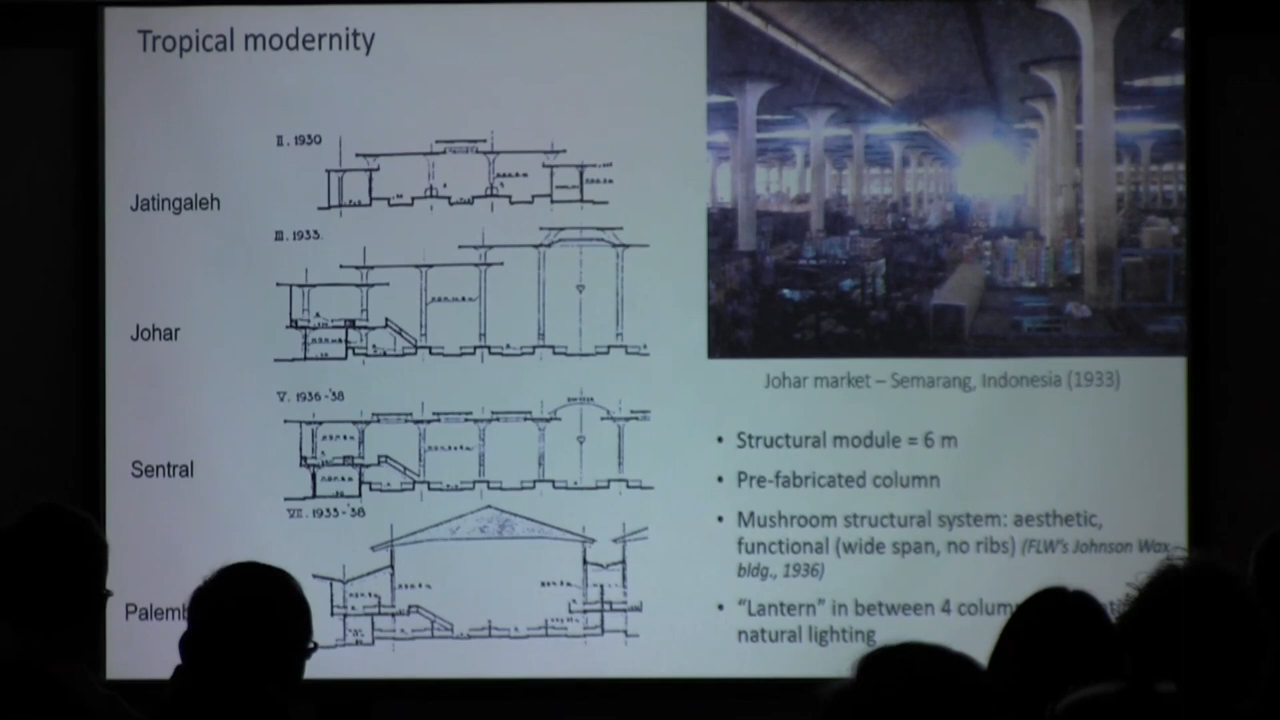 Tropical modernity
II. 1930
Jatingaleh
III. 1933.
Johar
V. 1936-'38
Sentral
VII. 1933-'38
Palemb
Johar market – Semarang, Indonesia (1933)
• Structural module = 6 m
• Pre-fabricated column
• Mushroom structural system: aesthetic,
functional (wide span, no ribs) (FLW's Johnson Wax
bldg., 1936)
• "Lantern" in between 4
natural lighting